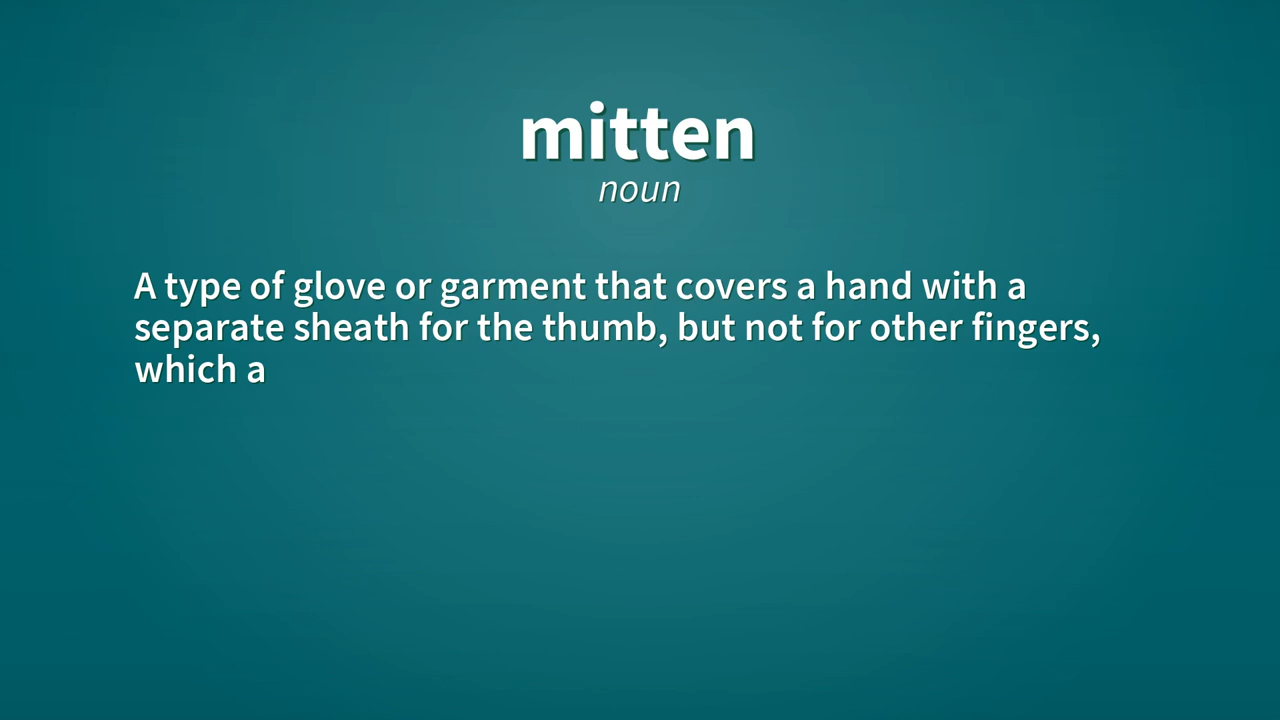 mitten
noun
A type of glove or garment that covers a hand with a
separate sheath for the thumb, but not for other fingers,
which a